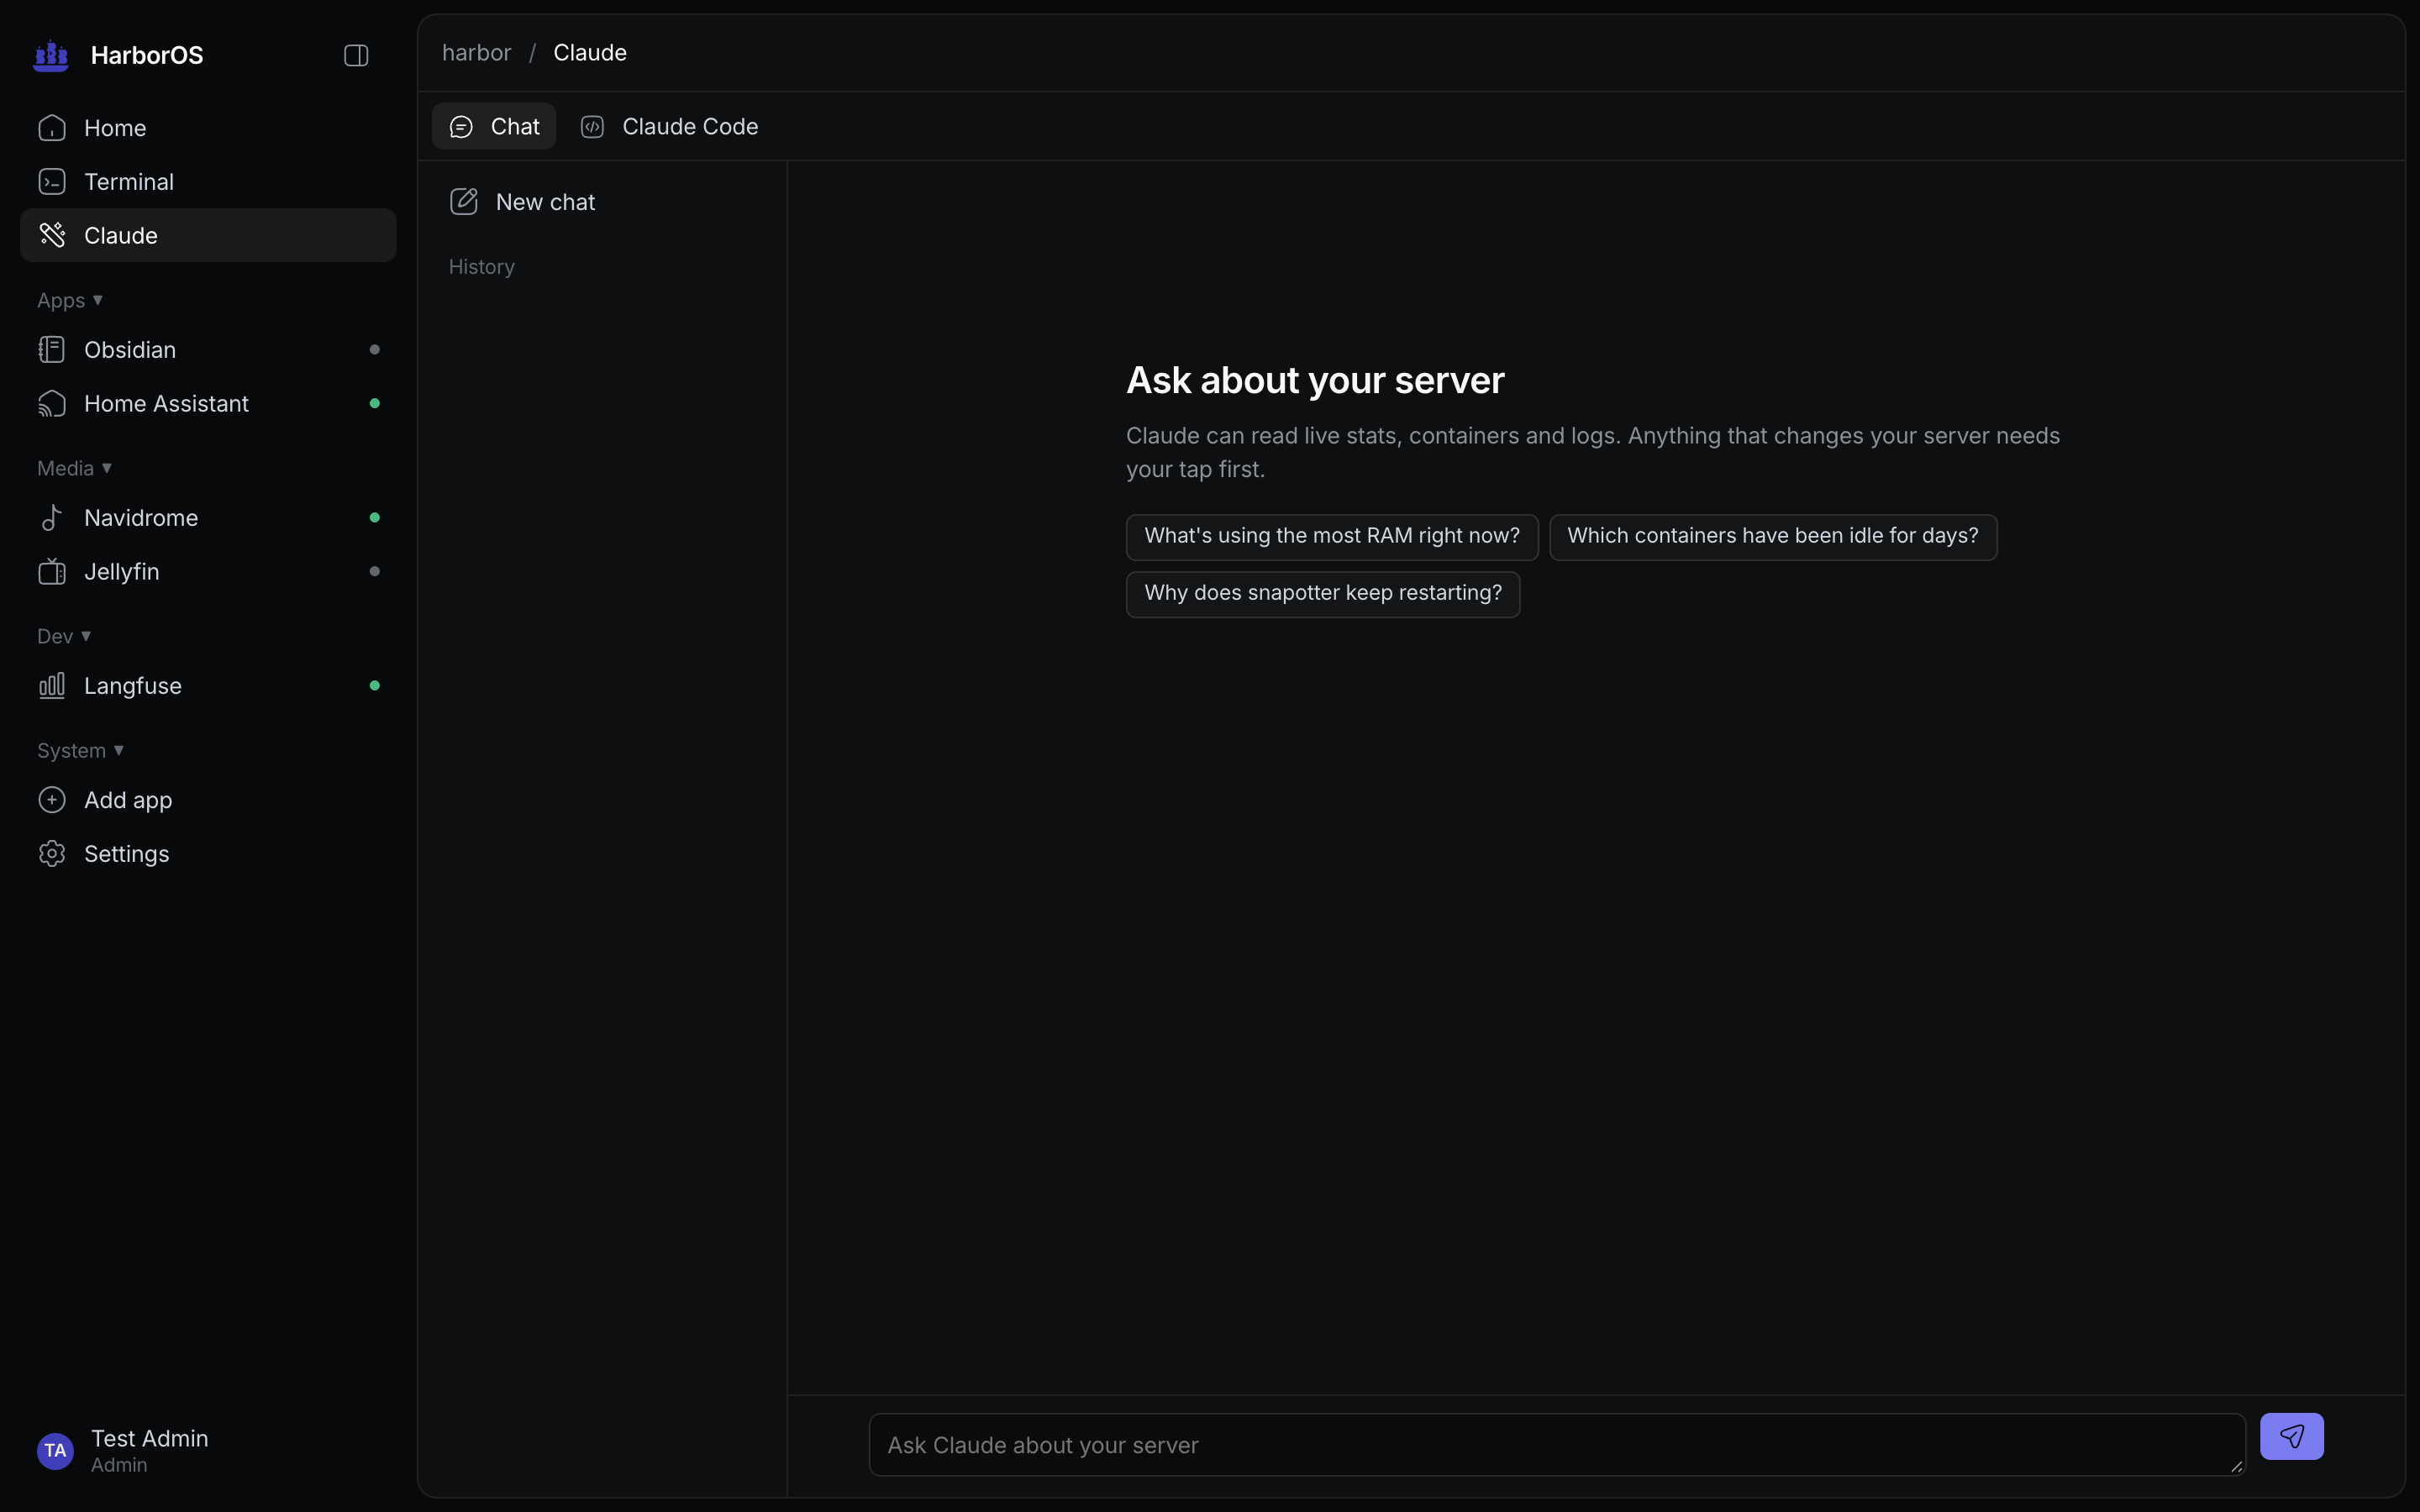 HarborOS
Home
Terminal
Claude
Apps ▼
Obsidian
Home Assistant
Media ▼
Navidrome
Jellyfin
Dev ▼
Langfuse
System ▼
Add app
Settings
TA
Test Admin
Admin
harbor / Claude
Chat
Claude Code
New chat
History
Ask about your server
Claude can read live stats, containers and logs. Anything that changes your server needs
your tap first.
What's using the most RAM right now?
Which containers have been idle for days?
Why does snapotter keep restarting?
Ask Claude about your server